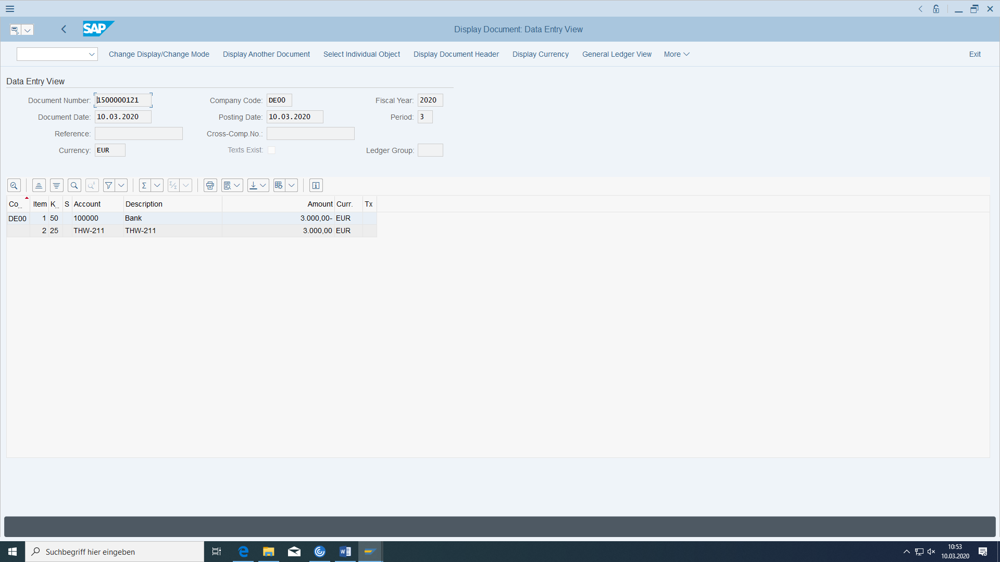 SAP
Display Document: Data Entry View
Change Display/Change Mode Display Another Document Select Individual Object Display Document Header Display Currency General Ledger View More Exit
Data Entry View
Document Number: 1500000121 Company Code: DE00 Fiscal Year: 2020
Document Date: 10.03.2020 Posting Date: 10.03.2020 Period: 3
Reference: Cross-Comp.No.:
Currency: EUR Texts Exist: Ledger Group:
Co... Item K... S Account Description Amount Curr. Tx
DE00 1 50 100000 Bank 3.000,00- EUR
2 25 THW-211 THW-211 3.000,00 EUR
Suchbegriff hier eingeben
10:53
10.03.2020